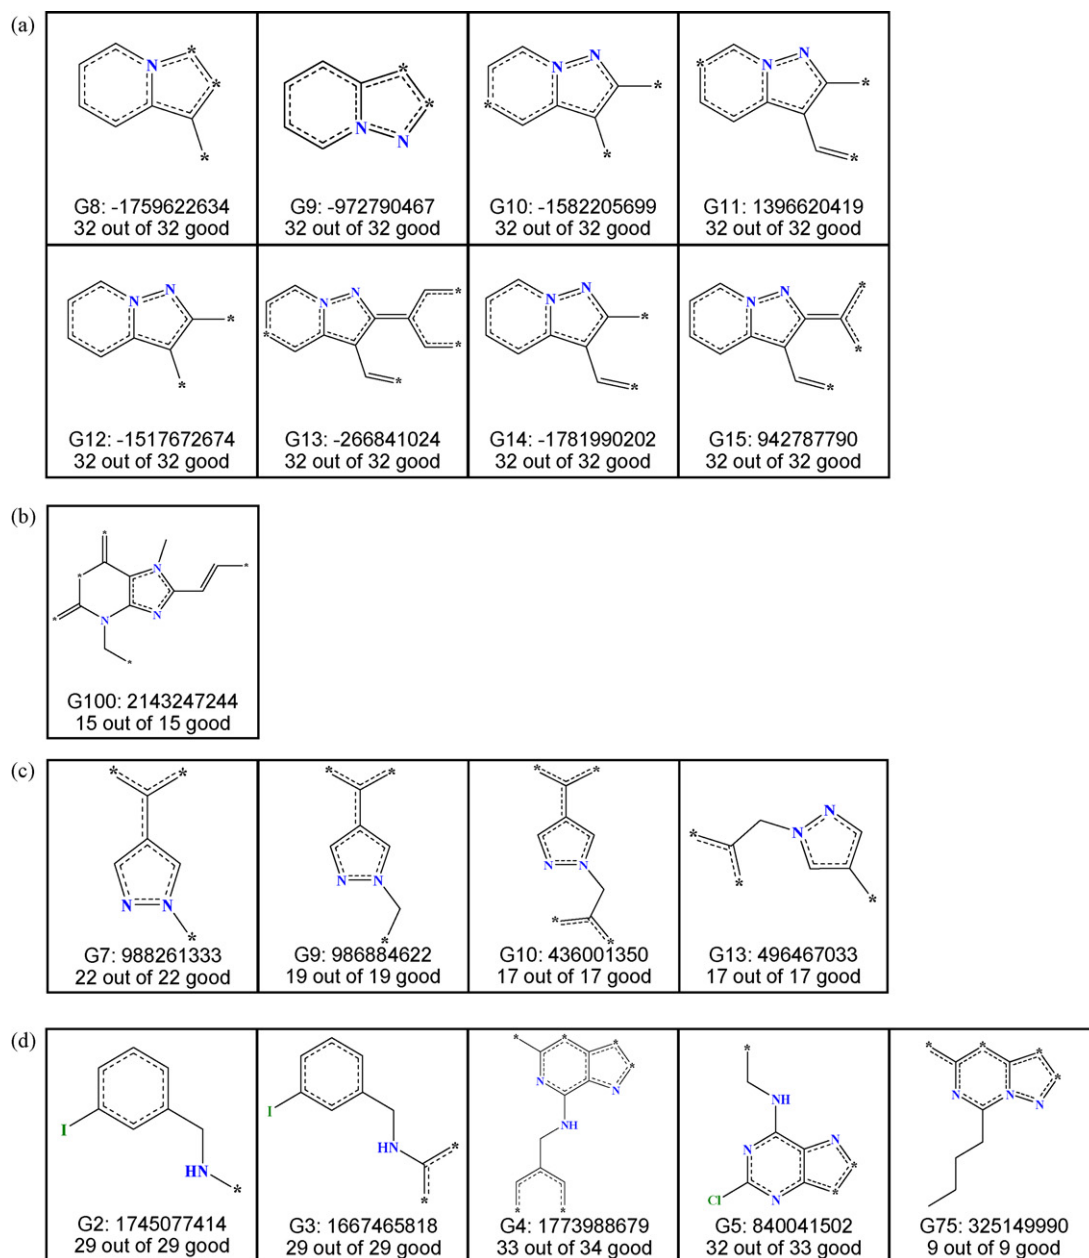 (a)
N * * *
N N * *
N N * * *
N N * * *
G8: -1759622634
32 out of 32 good
G9: -972790467
32 out of 32 good
G10: -1582205699
32 out of 32 good
G11: 1396620419
32 out of 32 good
N N * *
N N * * * *
N N * *
N N * * *
G12: -1517672674
32 out of 32 good
G13: -266841024
32 out of 32 good
G14: -1781990202
32 out of 32 good
G15: 942787790
32 out of 32 good
(b)
* * * * * N N N
G100: 2143247244
15 out of 15 good
(c)
* * N N *
* * N N *
* * N N * *
* * N N *
G7: 988261333
22 out of 22 good
G9: 986884622
19 out of 19 good
G10: 436001350
17 out of 17 good
G13: 496467033
17 out of 17 good
(d)
I HN *
I HN * *
* * * * N N NH * *
* NH N N N Cl * *
* * * * N N N
G2: 1745077414
29 out of 29 good
G3: 1667465818
29 out of 29 good
G4: 1773988679
33 out of 34 good
G5: 840041502
32 out of 33 good
G75: 325149990
9 out of 9 good